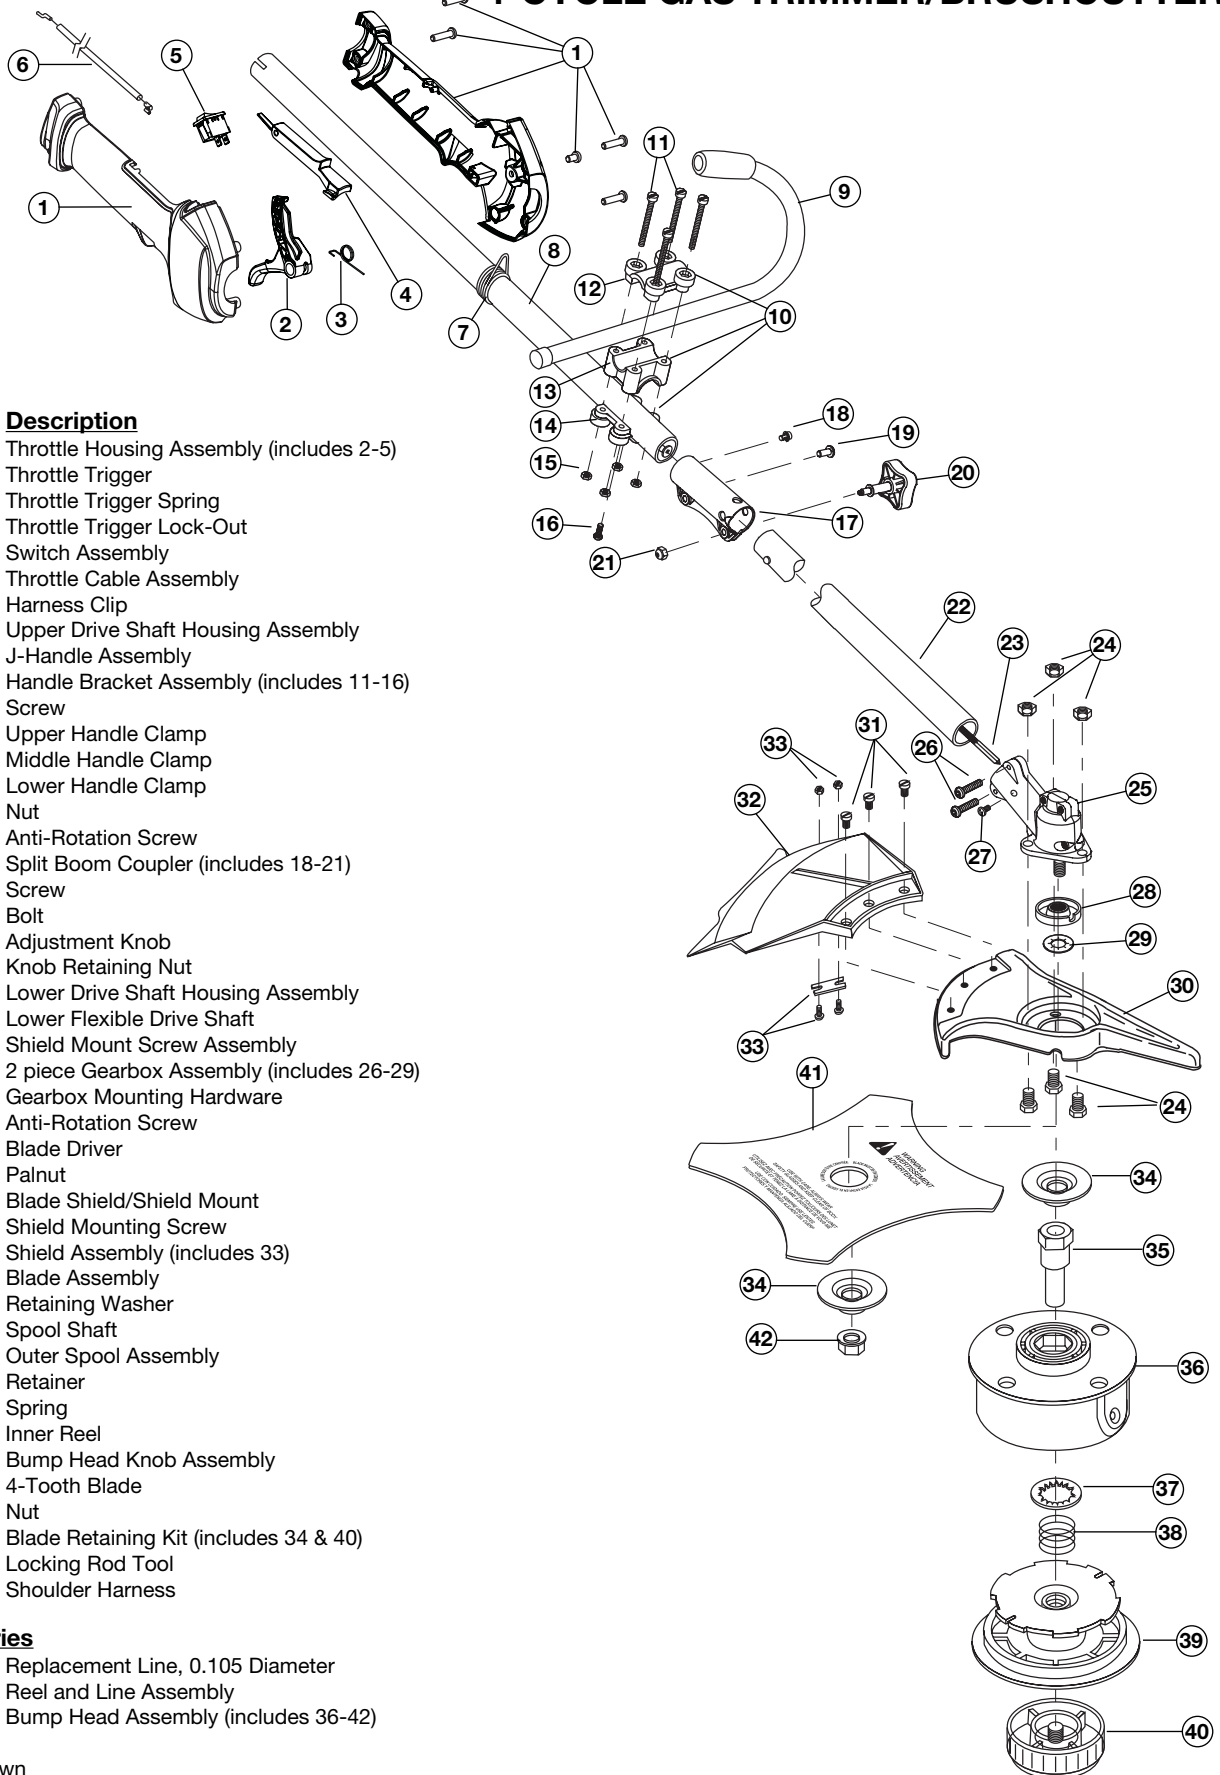 4-CYCLE GAS TRIMMER/BRUSHCUTTER
1
6
5
11
9
1
8
12
4
2
3
7
10
13
14
18
19
15
20
16
17
21
22
23
24
33
31
26
25
32
27
28
29
30
33
41
24
34
35
34
42
36
37
38
39
40
Description
Throttle Housing Assembly (includes 2-5)
Throttle Trigger
Throttle Trigger Spring
Throttle Trigger Lock-Out
Switch Assembly
Throttle Cable Assembly
Harness Clip
Upper Drive Shaft Housing Assembly
J-Handle Assembly
Handle Bracket Assembly (includes 11-16)
Screw
Upper Handle Clamp
Middle Handle Clamp
Lower Handle Clamp
Nut
Anti-Rotation Screw
Split Boom Coupler (includes 18-21)
Screw
Bolt
Adjustment Knob
Knob Retaining Nut
Lower Drive Shaft Housing Assembly
Lower Flexible Drive Shaft
Shield Mount Screw Assembly
2 piece Gearbox Assembly (includes 26-29)
Gearbox Mounting Hardware
Anti-Rotation Screw
Blade Driver
Palnut
Blade Shield/Shield Mount
Shield Mounting Screw
Shield Assembly (includes 33)
Blade Assembly
Retaining Washer
Spool Shaft
Outer Spool Assembly
Retainer
Spring
Inner Reel
Bump Head Knob Assembly
4-Tooth Blade
Nut
Blade Retaining Kit (includes 34 & 40)
Locking Rod Tool
Shoulder Harness
ries
Replacement Line, 0.105 Diameter
Reel and Line Assembly
Bump Head Assembly (includes 36-42)
wn
WARNING
AVERTISSEMENT
ADVERTENCIA